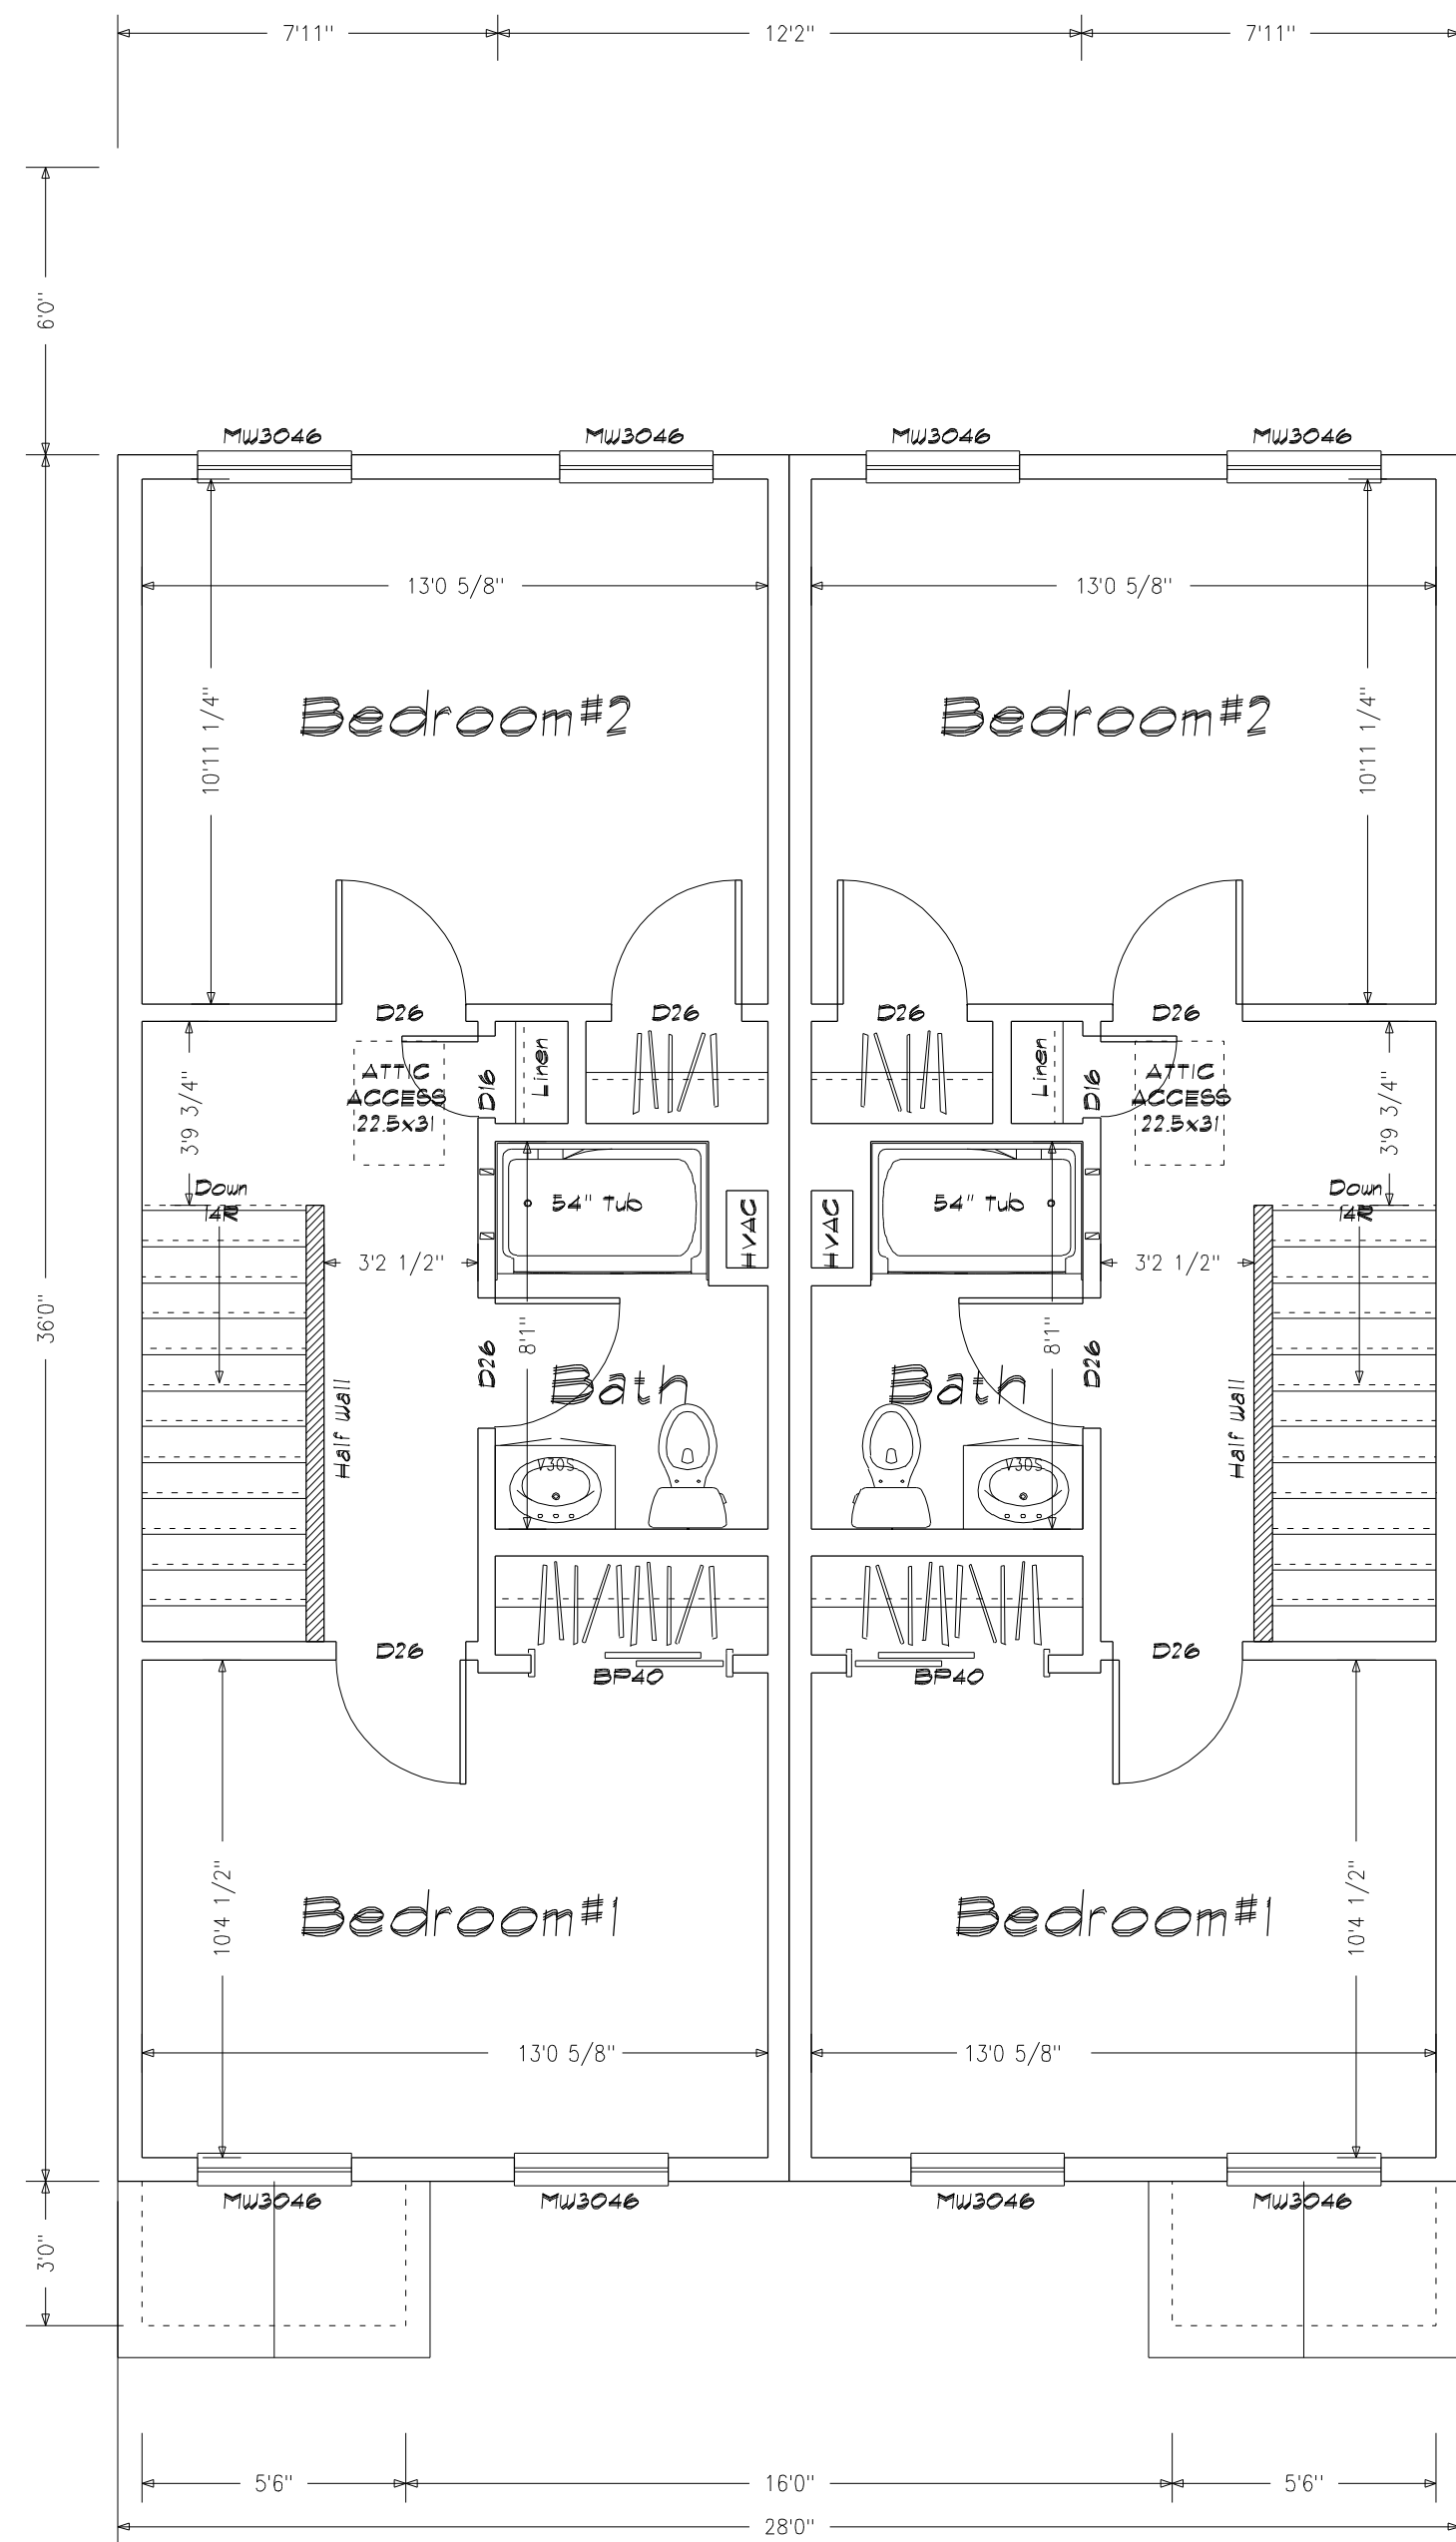 7'11" 12'2" 7'11"
6'0"
MW3046 MW3046 MW3046 MW3046
13'0 5/8" 13'0 5/8"
Bedroom#2 Bedroom#2
10'11 1/4" 10'11 1/4"
D26 D26 D26 D26
ATTIC
ACCESS
22.5x31
D16
Linen
Linen
D16
ATTIC
ACCESS
22.5x31
3'9 3/4" 3'9 3/4"
Down
14R
54" Tub
HVAC
HVAC
54" Tub
Down
14R
3'2 1/2" 3'2 1/2"
36'0"
D26 8'1" 8'1" D26
Bath Bath
Half Wall Half Wall
V30S V30S
D26 D26
BP40 BP40
Bedroom#1 Bedroom#1
10'4 1/2" 10'4 1/2"
13'0 5/8" 13'0 5/8"
MW3046 MW3046 MW3046 MW3046
3'0"
5'6" 16'0" 5'6"
28'0"